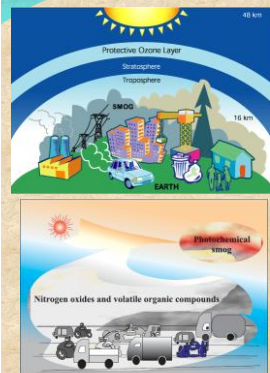 48 km
Protective Ozone Layer
Stratosphere
Troposphere
SMOG
16 km
EARTH
Photochemical
smog
Nitrogen oxides and volatile organic compounds